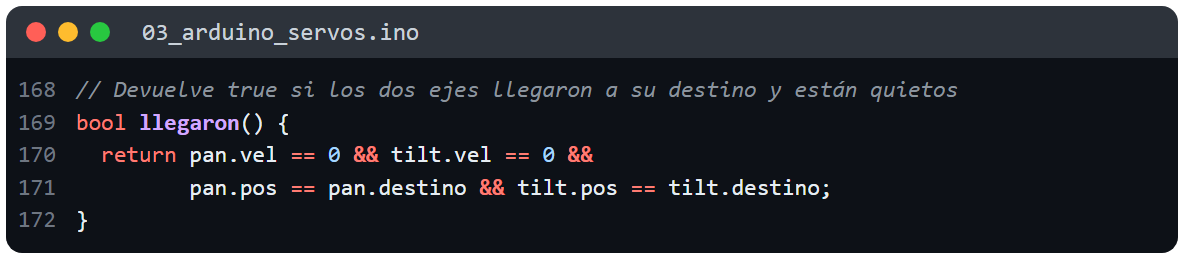 03_arduino_servos.ino
168 // Devuelve true si los dos ejes llegaron a su destino y están quietos
169 bool llegaron() {
170   return pan.vel == 0 && tilt.vel == 0 &&
171          pan.pos == pan.destino && tilt.pos == tilt.destino;
172 }